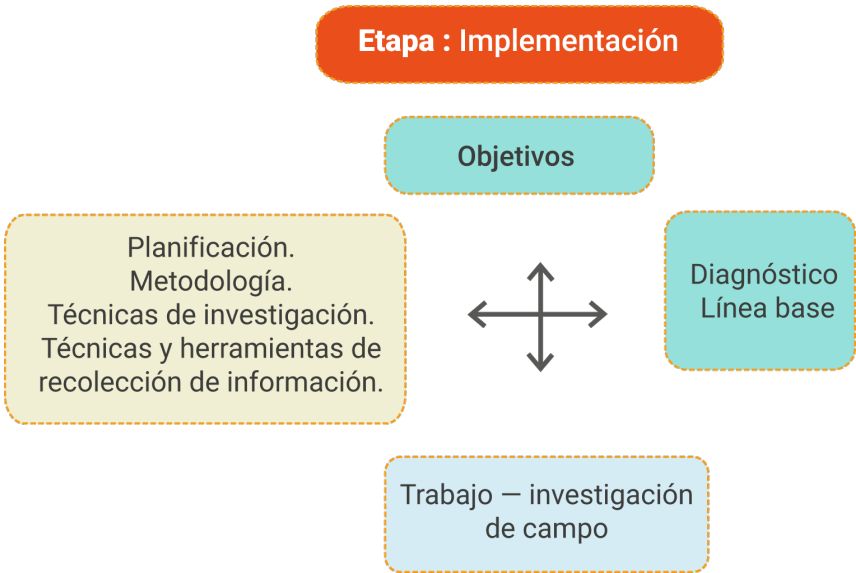 Etapa : Implementación
Objetivos
Planificación.
Metodología.
Técnicas de investigación.
Técnicas y herramientas de
recolección de información.
Diagnóstico
Línea base
Trabajo — investigación
de campo